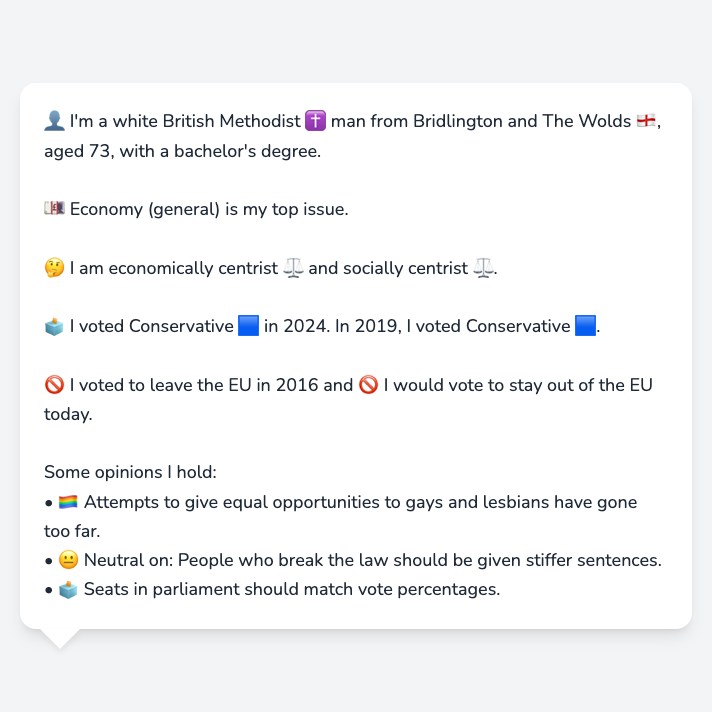 👤 I'm a white British Methodist ✝️ man from Bridlington and The Wolds 🏴󠁧󠁢󠁥󠁮󠁧󠁿,
aged 73, with a bachelor's degree.
💷 Economy (general) is my top issue.
🤔 I am economically centrist ⚖️ and socially centrist ⚖️.
🗳️ I voted Conservative 🟦 in 2024. In 2019, I voted Conservative 🟦.
🚫 I voted to leave the EU in 2016 and 🚫 I would vote to stay out of the EU
today.
Some opinions I hold:
• 🏳️‍🌈 Attempts to give equal opportunities to gays and lesbians have gone
too far.
• 😐 Neutral on: People who break the law should be given stiffer sentences.
• 🗳️ Seats in parliament should match vote percentages.